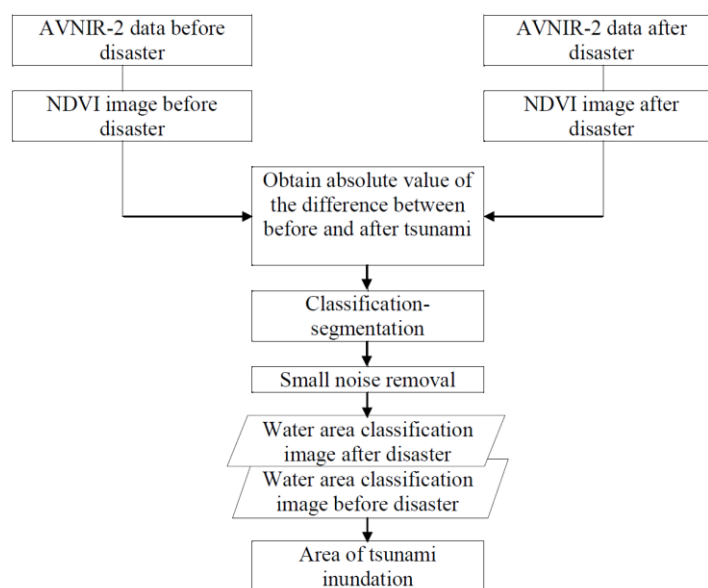 AVNIR-2 data before
disaster
AVNIR-2 data after
disaster
NDVI image before
disaster
NDVI image after
disaster
Obtain absolute value of
the difference between
before and after tsunami
Classification-
segmentation
Small noise removal
Water area classification
image after disaster
Water area classification
image before disaster
Area of tsunami
inundation